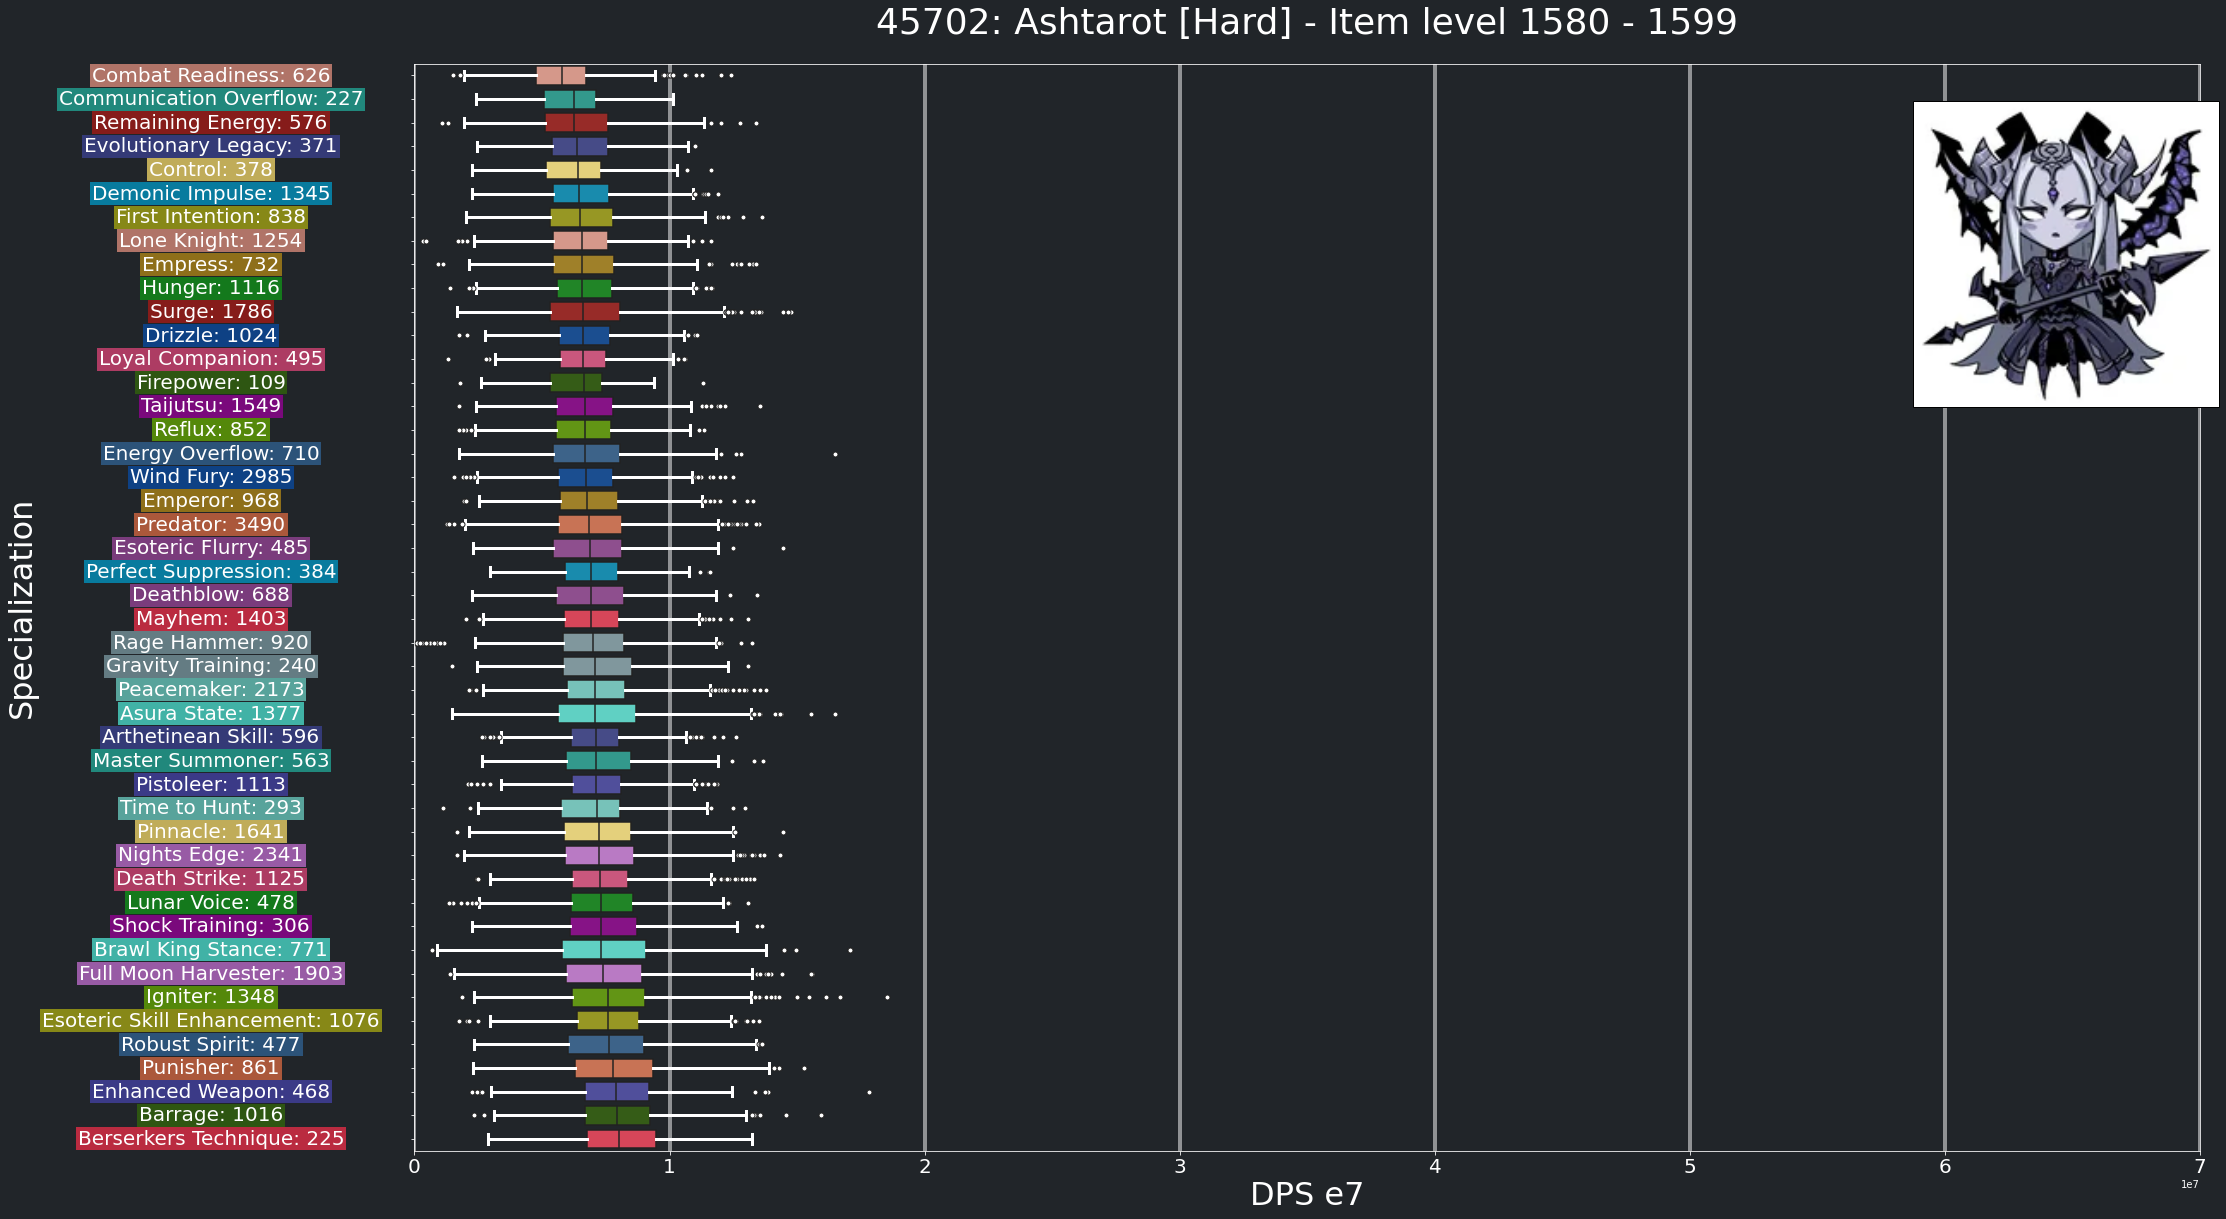 45702: Ashtarot [Hard] - Item level 1580 - 1599
Specialization
Combat Readiness: 626
Communication Overflow: 227
Remaining Energy: 576
Evolutionary Legacy: 371
Control: 378
Demonic Impulse: 1345
First Intention: 838
Lone Knight: 1254
Empress: 732
Hunger: 1116
Surge: 1786
Drizzle: 1024
Loyal Companion: 495
Firepower: 109
Taijutsu: 1549
Reflux: 852
Energy Overflow: 710
Wind Fury: 2985
Emperor: 968
Predator: 3490
Esoteric Flurry: 485
Perfect Suppression: 384
Deathblow: 688
Mayhem: 1403
Rage Hammer: 920
Gravity Training: 240
Peacemaker: 2173
Asura State: 1377
Arthetinean Skill: 596
Master Summoner: 563
Pistoleer: 1113
Time to Hunt: 293
Pinnacle: 1641
Nights Edge: 2341
Death Strike: 1125
Lunar Voice: 478
Shock Training: 306
Brawl King Stance: 771
Full Moon Harvester: 1903
Igniter: 1348
Esoteric Skill Enhancement: 1076
Robust Spirit: 477
Punisher: 861
Enhanced Weapon: 468
Barrage: 1016
Berserkers Technique: 225
0 1 2 3 4 5 6 7
1e7
DPS e7